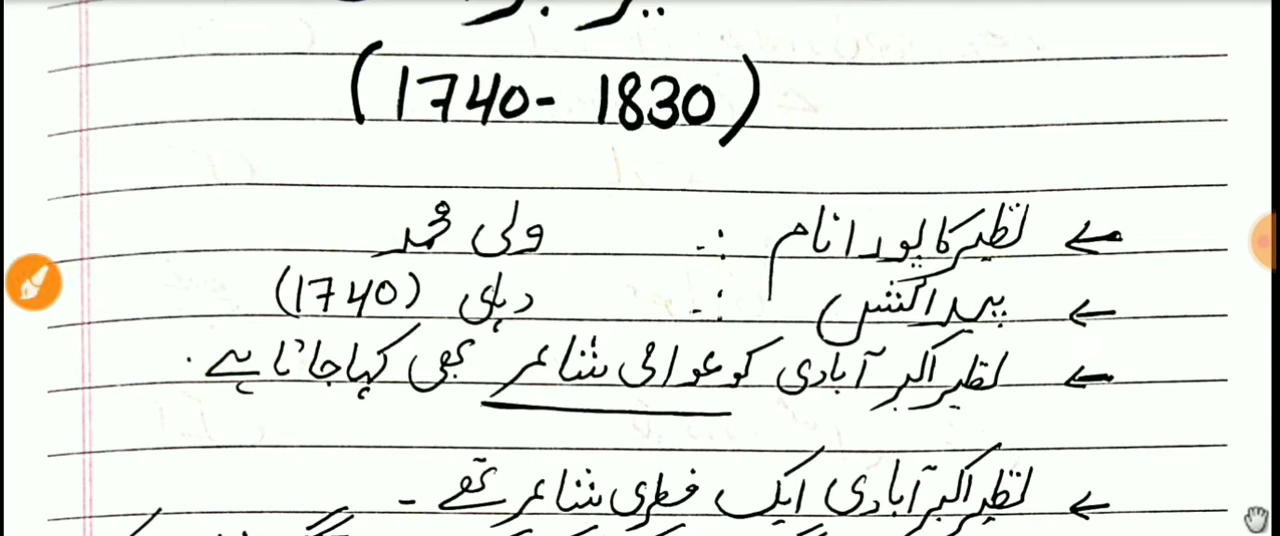 (1740- 1830)
← نظیر کا پورا نام :- ولی محمد
← پیدائش :- دہلی (1740)
← نظیر اکبر آبادی کو عوامی شاعر بھی کہا جاتا ہے.
← نظیر اکبر آبادی ایک فطری شاعر تھے -